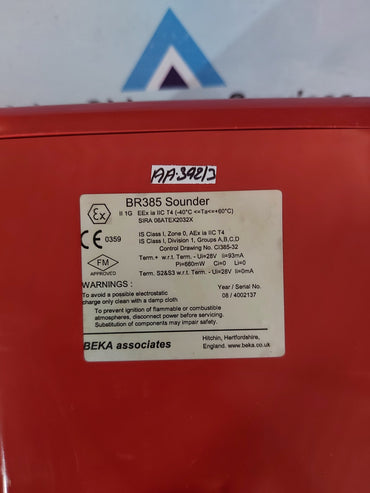 AA-342/J
BR385 Sounder
Ex
II 1G EEx ia IIC T4 (-40°C <=Ta<=+60°C)
SIRA 06ATEX2032X
CE 0359
IS Class I, Zone 0, AEx ia IIC T4
IS Class I, Division 1, Groups A,B,C,D
Control Drawing No. CI385-32
FM
APPROVED
Term.+ w.r.t. Term. - Ui=28V Ii=93mA
Pi=660mW Ci=0 Li=0
Term. S2&S3 w.r.t. Term. - Ui=28V Ii=0mA
WARNINGS :
To avoid a possible electrostatic
charge only clean with a damp cloth
Year / Serial No.
08 / 4002137
To prevent ignition of flammable or combustible
atmospheres, disconnect power before servicing.
Substitution of components may impair safety.
BEKA associates
Hitchin, Hertfordshire,
England. www.beka.co.uk